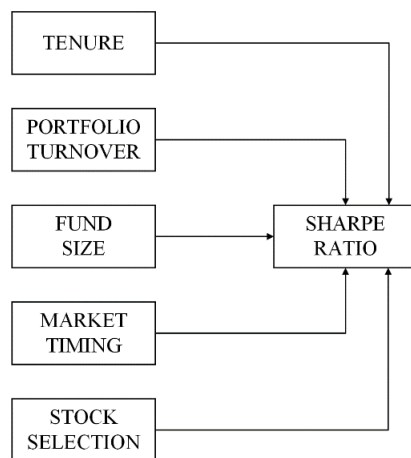 TENURE
PORTFOLIO
TURNOVER
FUND
SIZE
SHARPE
RATIO
MARKET
TIMING
STOCK
SELECTION